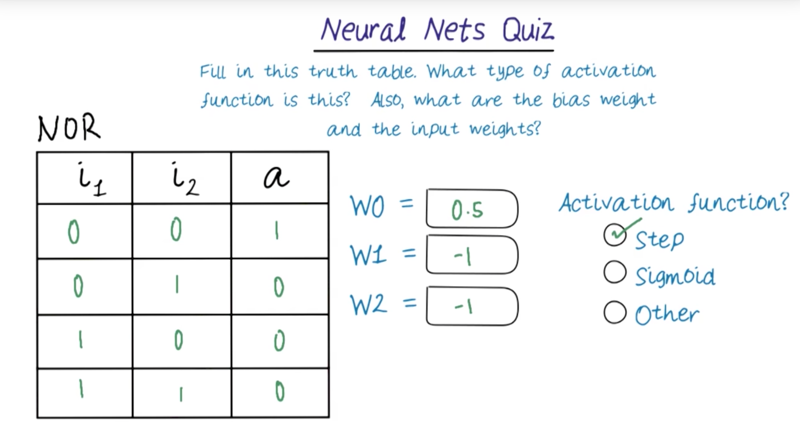 Neural Nets Quiz
Fill in this truth table. What type of activation
function is this? Also, what are the bias weight
and the input weights?
NOR
i1 i2 a
0 0 1
0 1 0
1 0 0
1 1 0
W0 = 0.5
W1 = -1
W2 = -1
Activation function?
Step
Sigmoid
Other